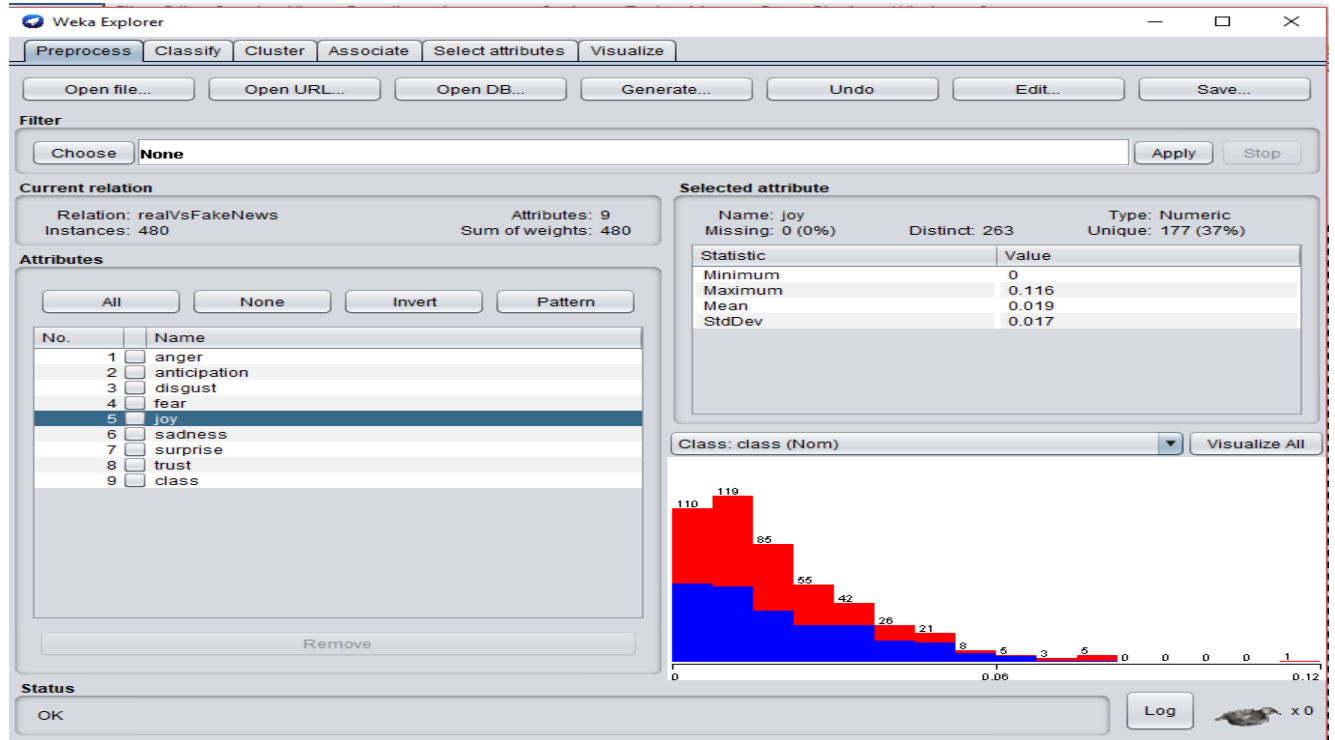 Weka Explorer
Preprocess Classify Cluster Associate Select attributes Visualize
Open file... Open URL... Open DB... Generate... Undo Edit... Save...
Filter
Choose None Apply Stop
Current relation
Relation: realVsFakeNews Attributes: 9
Instances: 480 Sum of weights: 480
Attributes
All None Invert Pattern
No. Name
1 anger
2 anticipation
3 disgust
4 fear
5 joy
6 sadness
7 surprise
8 trust
9 class
Remove
Selected attribute
Name: joy Type: Numeric
Missing: 0 (0%) Distinct: 263 Unique: 177 (37%)
Statistic Value
Minimum 0
Maximum 0.116
Mean 0.019
StdDev 0.017
Class: class (Nom) Visualize All
110 119 85 55 42 26 21 8 5 3 5 0 0 0 0 1
0 0.06 0.12
Status
OK
Log x 0